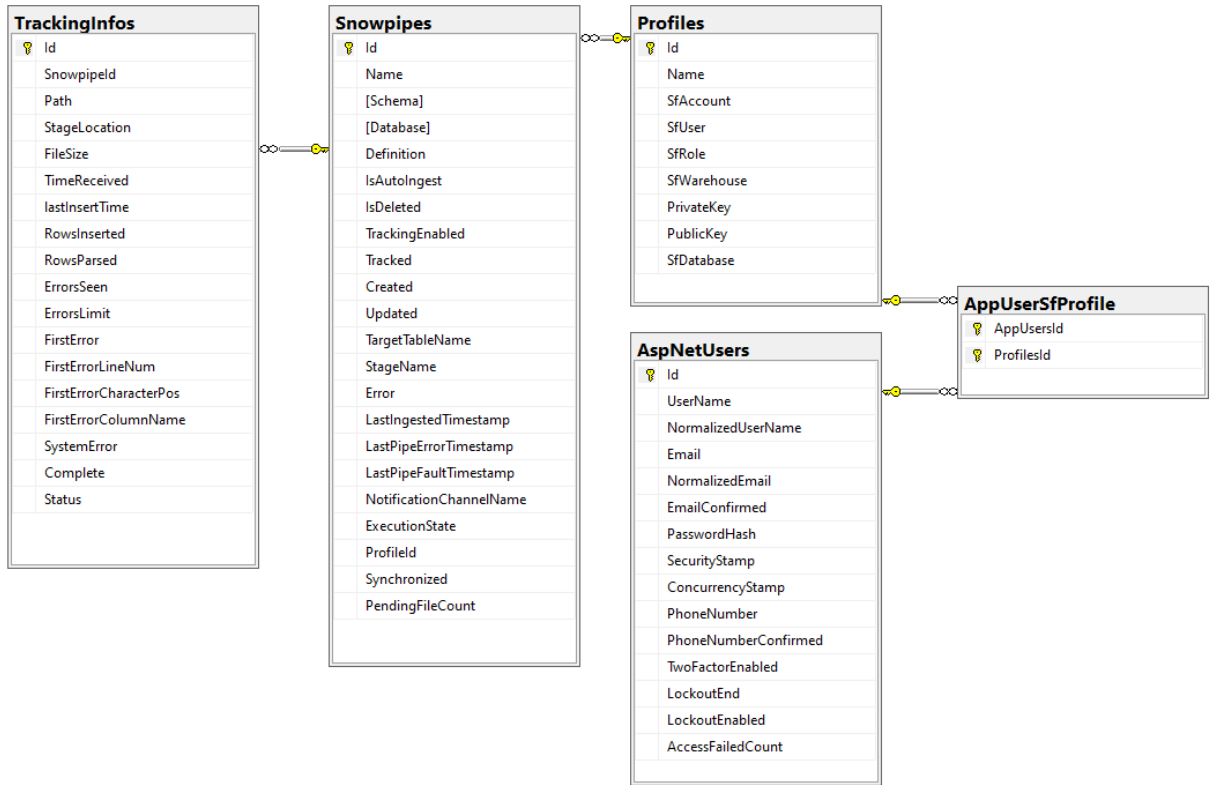 TrackingInfos
Id
SnowpipeId
Path
StageLocation
FileSize
TimeReceived
lastInsertTime
RowsInserted
RowsParsed
ErrorsSeen
ErrorsLimit
FirstError
FirstErrorLineNum
FirstErrorCharacterPos
FirstErrorColumnName
SystemError
Complete
Status
Snowpipes
Id
Name
[Schema]
[Database]
Definition
IsAutoIngest
IsDeleted
TrackingEnabled
Tracked
Created
Updated
TargetTableName
StageName
Error
LastIngestedTimestamp
LastPipeErrorTimestamp
LastPipeFaultTimestamp
NotificationChannelName
ExecutionState
ProfileId
Synchronized
PendingFileCount
Profiles
Id
Name
SfAccount
SfUser
SfRole
SfWarehouse
PrivateKey
PublicKey
SfDatabase
AspNetUsers
Id
UserName
NormalizedUserName
Email
NormalizedEmail
EmailConfirmed
PasswordHash
SecurityStamp
ConcurrencyStamp
PhoneNumber
PhoneNumberConfirmed
TwoFactorEnabled
LockoutEnd
LockoutEnabled
AccessFailedCount
AppUserSfProfile
AppUsersId
ProfilesId